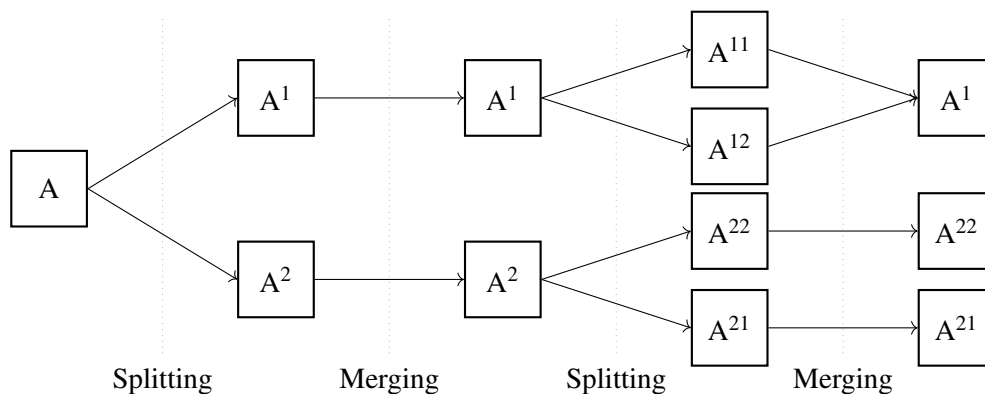 A
A¹
A²
A¹
A²
A¹¹
A¹²
A²²
A²¹
A¹
A²²
A²¹
Splitting
Merging
Splitting
Merging